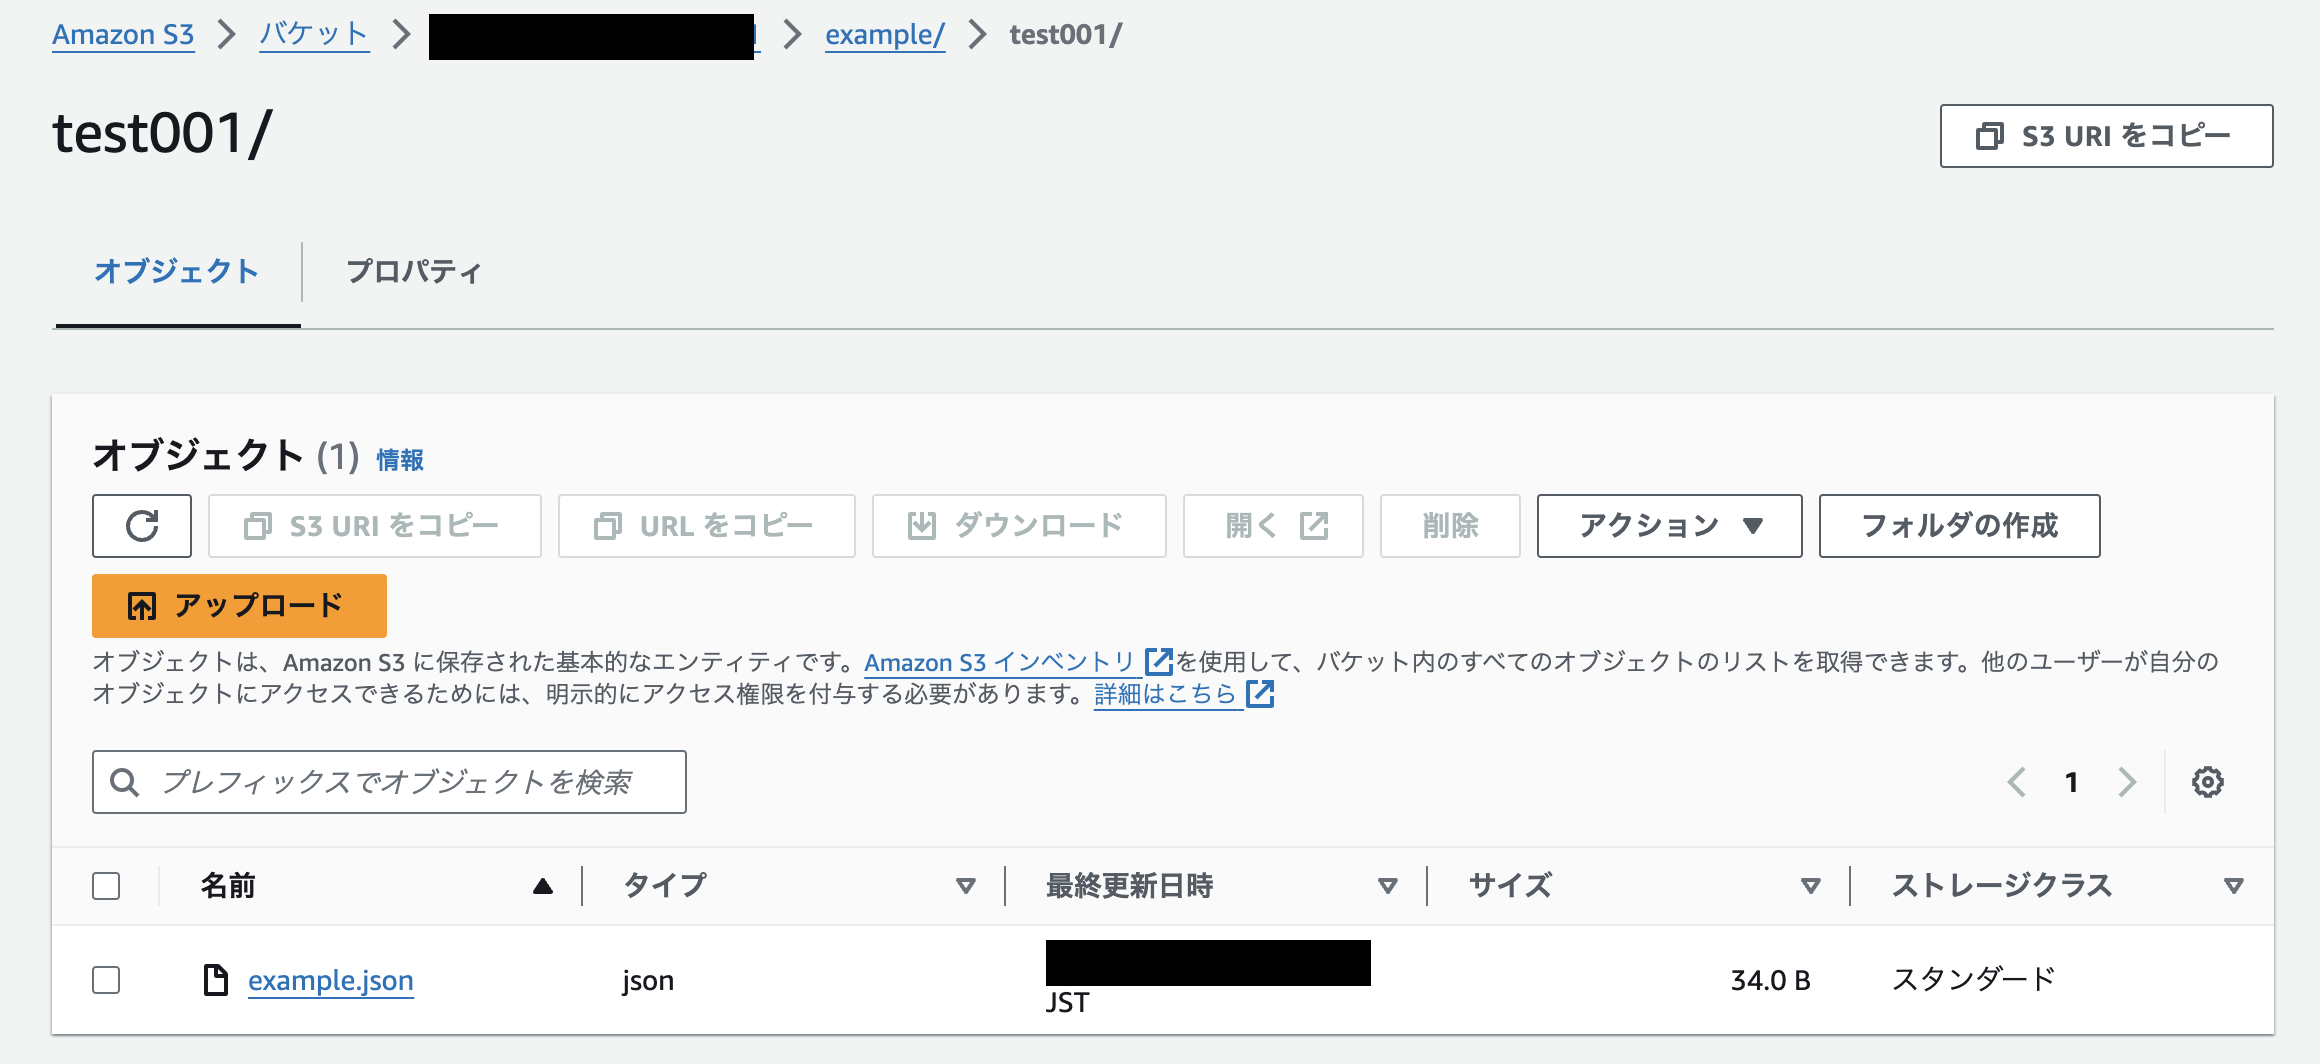 Amazon S3 > バケット > > example/ > test001/
test001/
S3 URI をコピー
オブジェクト プロパティ
オブジェクト (1) 情報
S3 URI をコピー URL をコピー ダウンロード 開く 削除 アクション ▼ フォルダの作成
アップロード
オブジェクトは、Amazon S3 に保存された基本的なエンティティです。Amazon S3 インベントリ を使用して、バケット内のすべてのオブジェクトのリストを取得できます。他のユーザーが自分の
オブジェクトにアクセスできるためには、明示的にアクセス権限を付与する必要があります。詳細はこちら
プレフィックスでオブジェクトを検索
1
名前 タイプ 最終更新日時 サイズ ストレージクラス
example.json json JST 34.0 B スタンダード